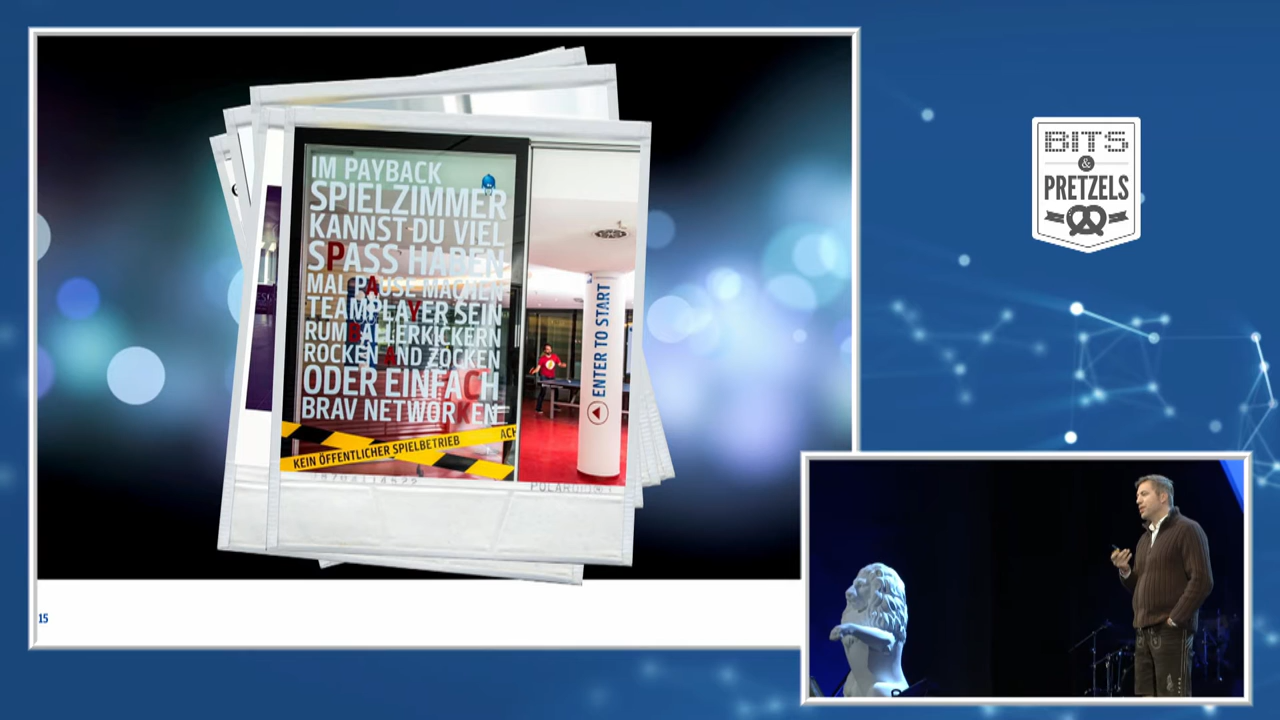 IM PAYBACK
SPIELZIMMER
KANNST DU VIEL
SPASS HABEN
MAL PAUSE MACHEN
TEAMPLAYER SEIN
RUMBALLERKICKERN
ROCKEN AND ZOCKEN
ODER EINFACH
BRAV NETWORKEN
KEIN ÖFFENTLICHER SPIELBETRIEB
ACH
ENTER TO START
15
BITS
&
PRETZELS